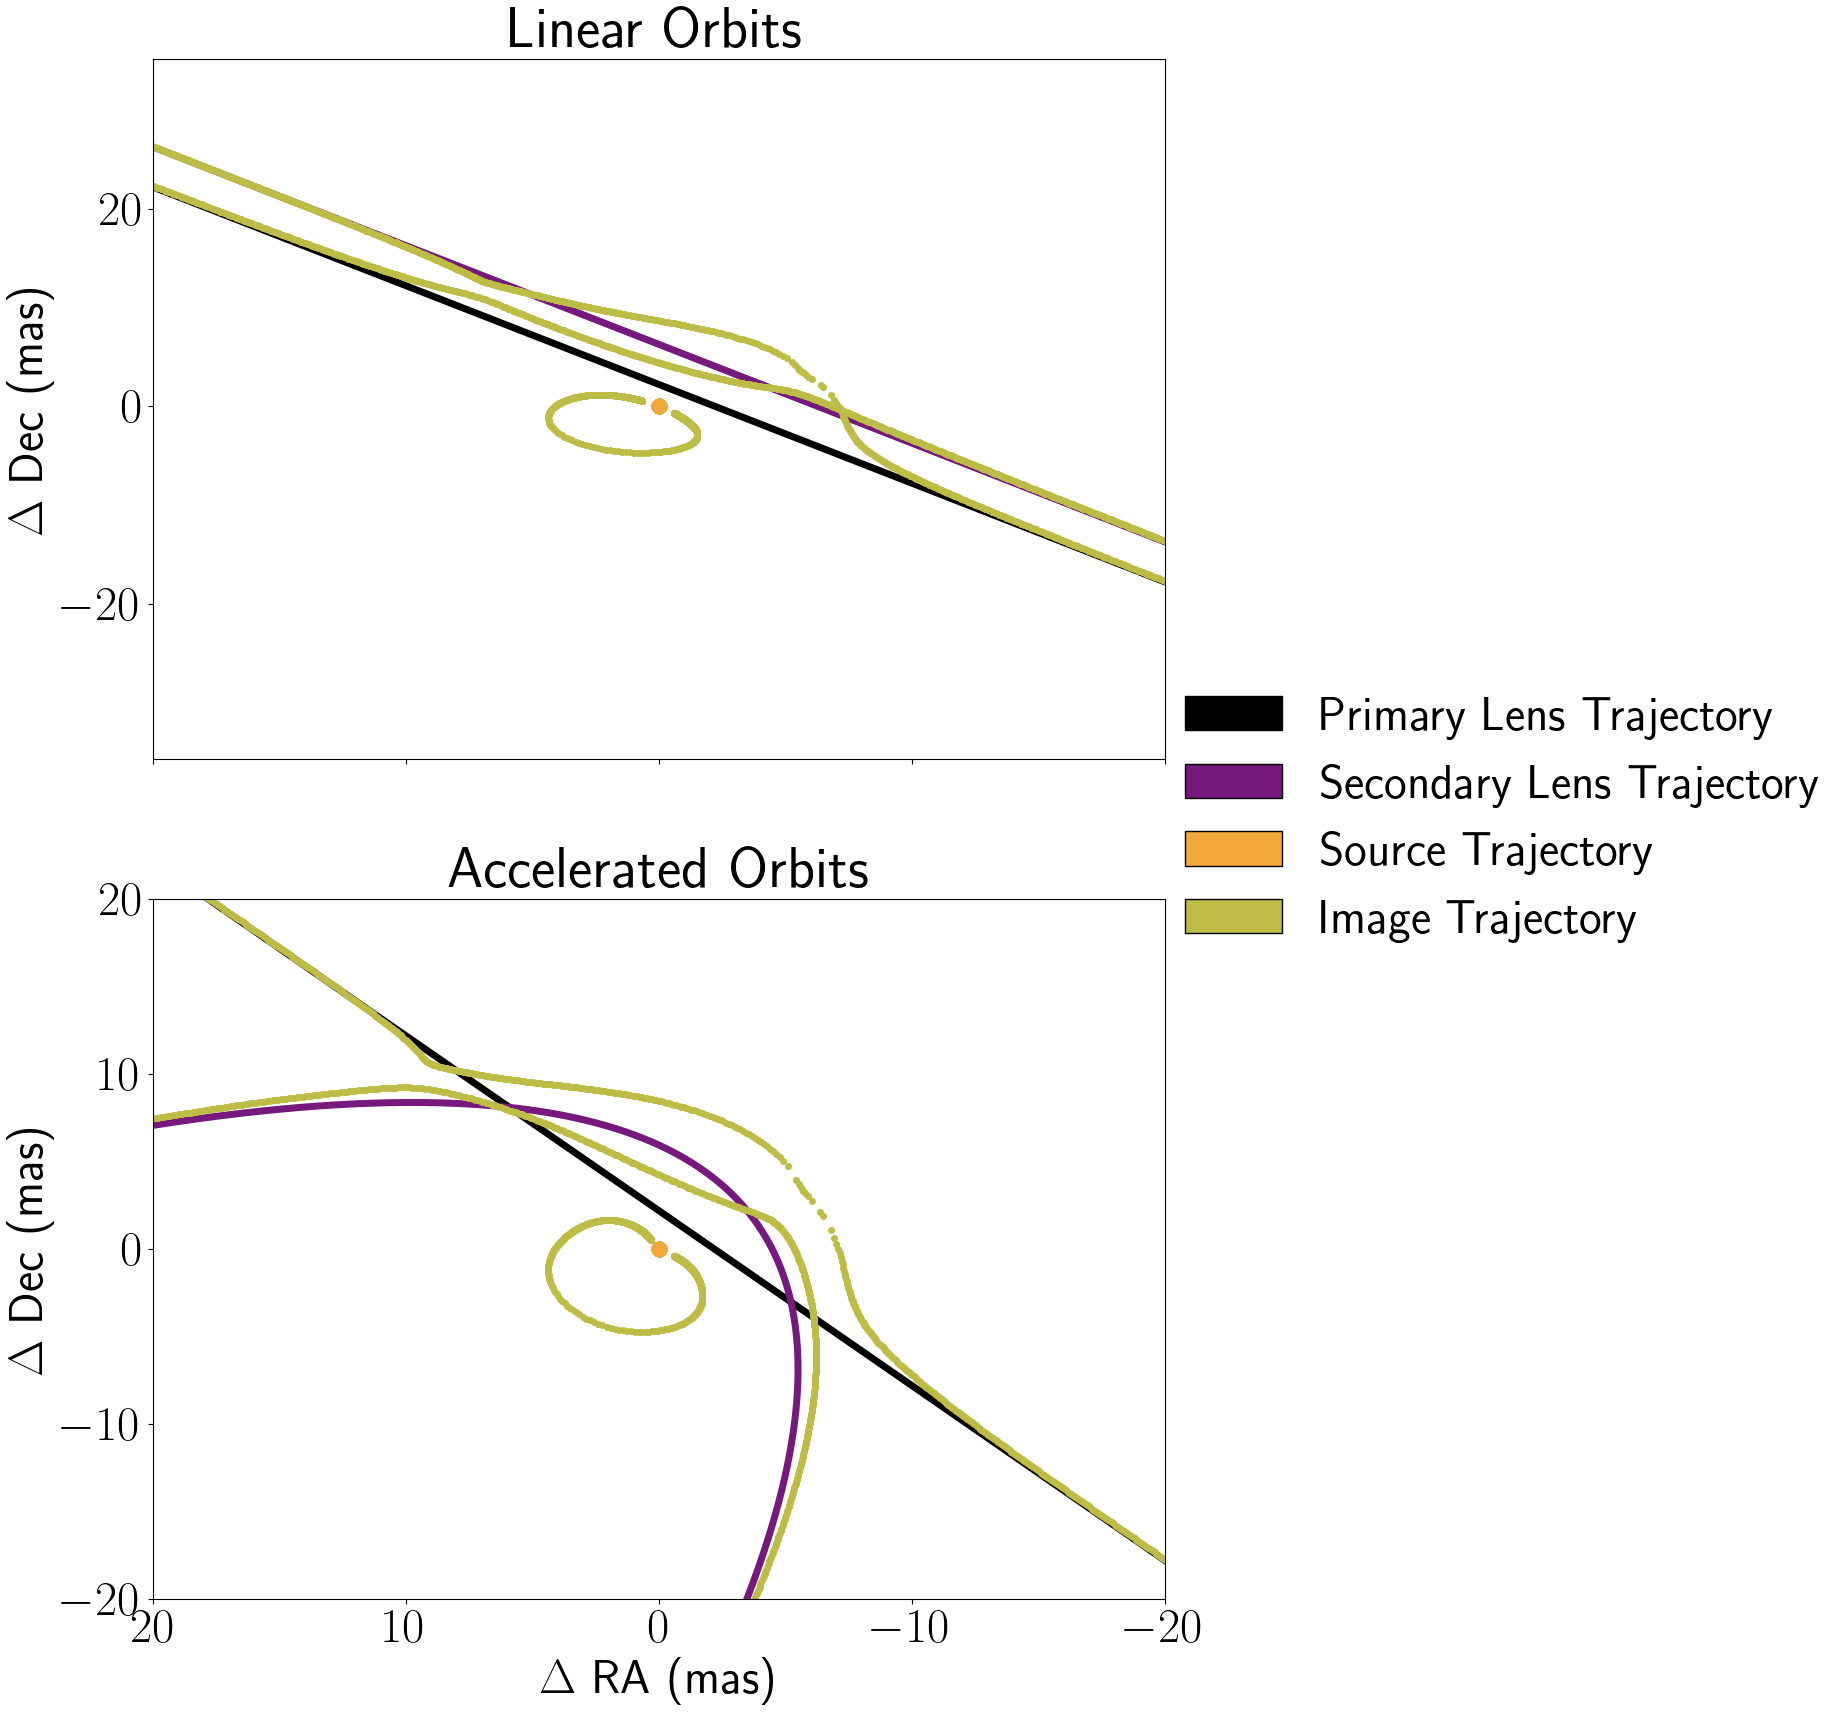 Linear Orbits
20
0
−20
Δ Dec (mas)
Primary Lens Trajectory
Secondary Lens Trajectory
Source Trajectory
Image Trajectory
Accelerated Orbits
20
10
0
−10
−20
Δ Dec (mas)
20 10 0 −10 −20
Δ RA (mas)